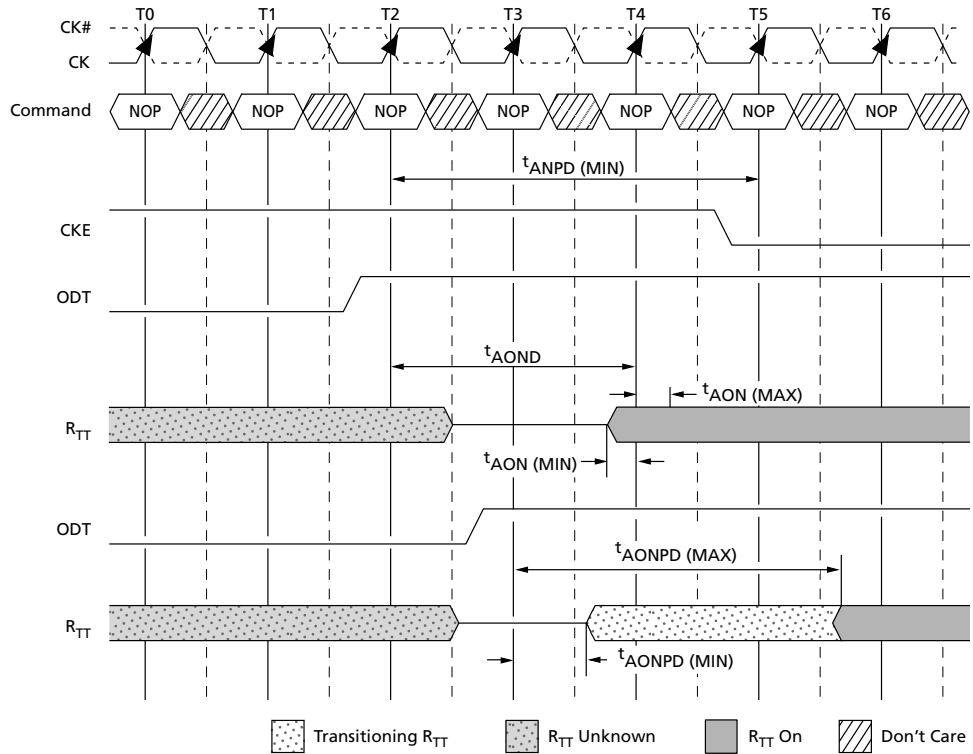 T0 T1 T2 T3 T4 T5 T6
CK#
CK
Command NOP NOP NOP NOP NOP NOP NOP
tANPD (MIN)
CKE
ODT
tAOND
tAON (MAX)
RTT
tAON (MIN)
ODT
tAONPD (MAX)
RTT
tAONPD (MIN)
Transitioning RTT RTT Unknown RTT On Don't Care